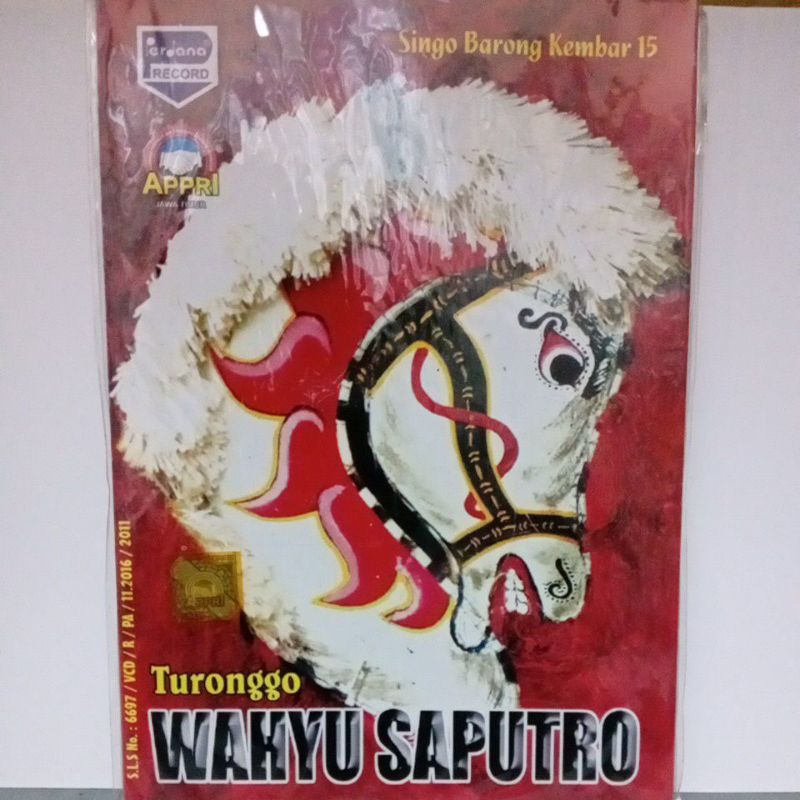 Perdana
RECORD
Singo Barong Kembar 15
APPRI
JAWA TIMUR
APPRI
S.L.S No. : 6697 / VCD / R / PA / 11.2016 / 2011
Turonggo
WAHYU SAPUTRO